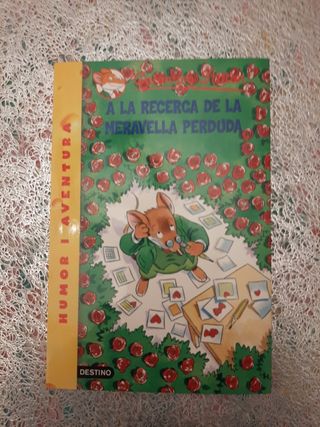 A LA RECERCA DE LA
MERAVELLA PERDUDA
HUMOR I AVENTURA
DESTINO